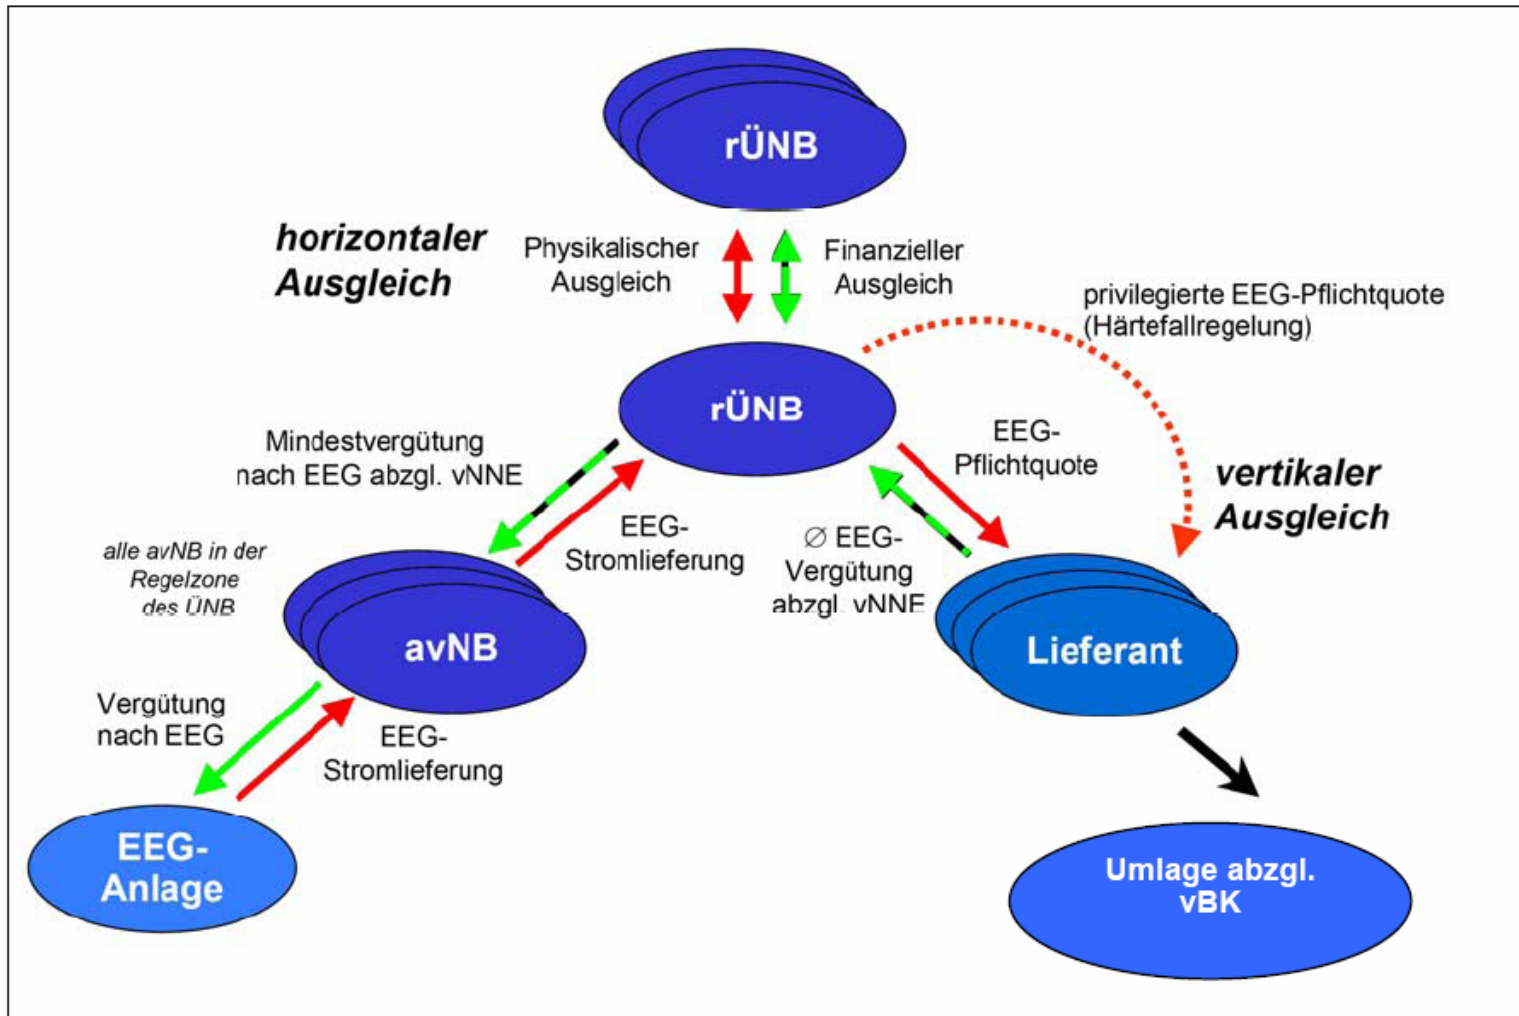 rÜNB
horizontaler
Ausgleich
Physikalischer
Ausgleich
Finanzieller
Ausgleich
privilegierte EEG-Pflichtquote
(Härtefallregelung)
rÜNB
Mindestvergütung
nach EEG abzgl. vNNE
EEG-
Pflichtquote
vertikaler
Ausgleich
EEG-
Stromlieferung
∅ EEG-
Vergütung
abzgl. vNNE
alle avNB in der
Regelzone
des ÜNB
avNB
Lieferant
Vergütung
nach EEG
EEG-
Stromlieferung
EEG-
Anlage
Umlage abzgl.
vBK